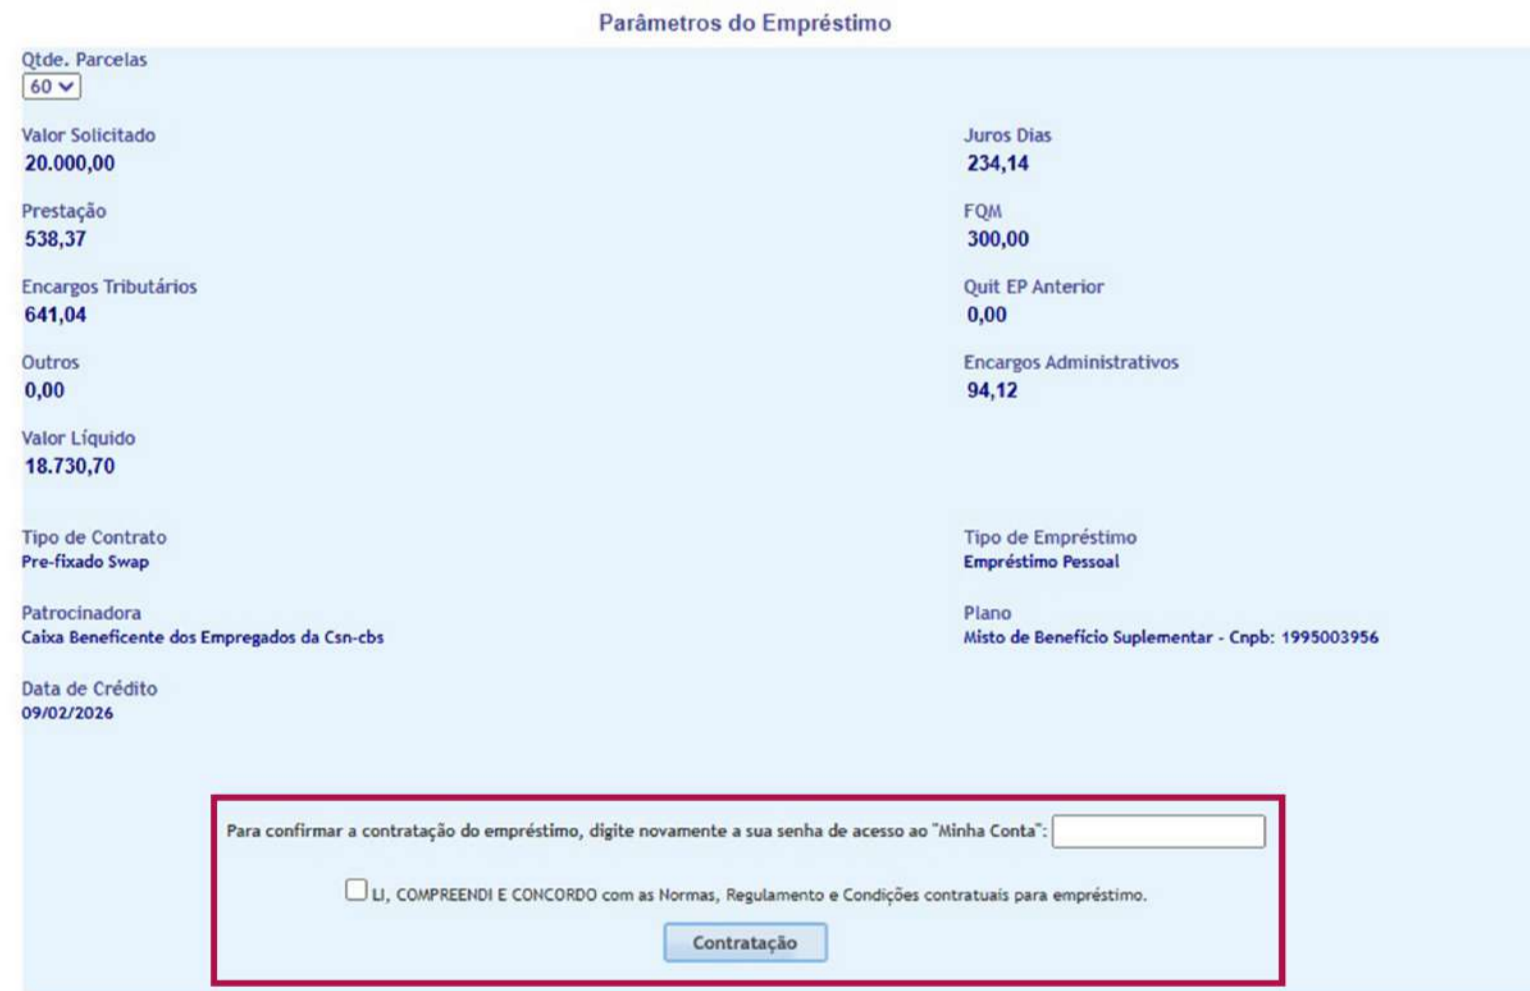 Parâmetros do Empréstimo
Qtde. Parcelas
60
Valor Solicitado
20.000,00
Juros Dias
234,14
Prestação
538,37
FQM
300,00
Encargos Tributários
641,04
Quit EP Anterior
0,00
Outros
0,00
Encargos Administrativos
94,12
Valor Líquido
18.730,70
Tipo de Contrato
Pre-fixado Swap
Tipo de Empréstimo
Empréstimo Pessoal
Patrocinadora
Caixa Beneficente dos Empregados da Csn-cbs
Plano
Misto de Benefício Suplementar - Cnpb: 1995003956
Data de Crédito
09/02/2026
Para confirmar a contratação do empréstimo, digite novamente a sua senha de acesso ao "Minha Conta":
LI, COMPREENDI E CONCORDO com as Normas, Regulamento e Condições contratuais para empréstimo.
Contratação